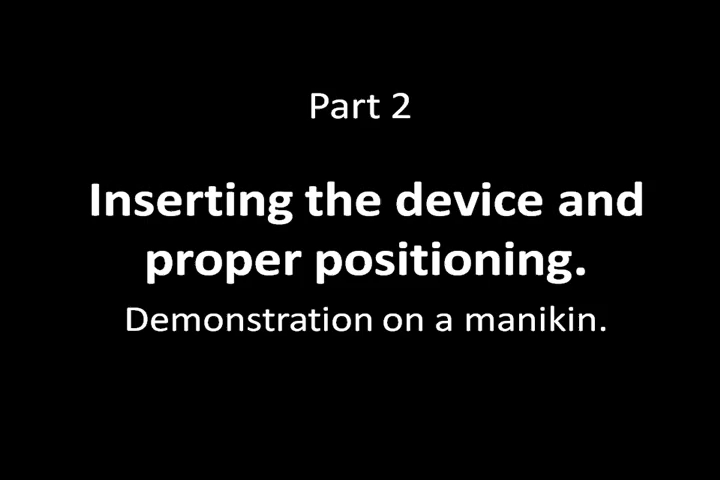 Part 2
Inserting the device and
proper positioning.
Demonstration on a manikin.